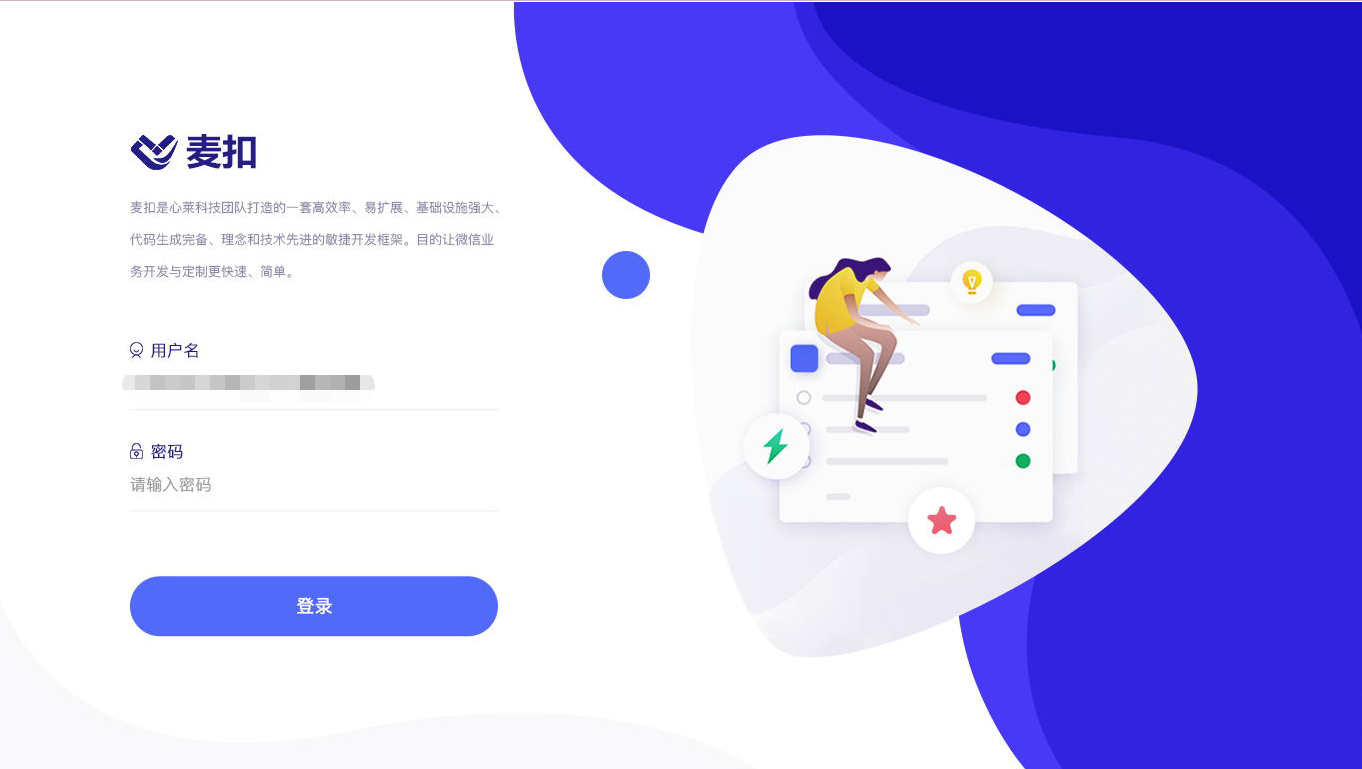 麦扣
麦扣是心莱科技团队打造的一套高效率、易扩展、基础设施强大、
代码生成完备、理念和技术先进的敏捷开发框架。目的让微信业
务开发与定制更快速、简单。
用户名
密码
请输入密码
登录